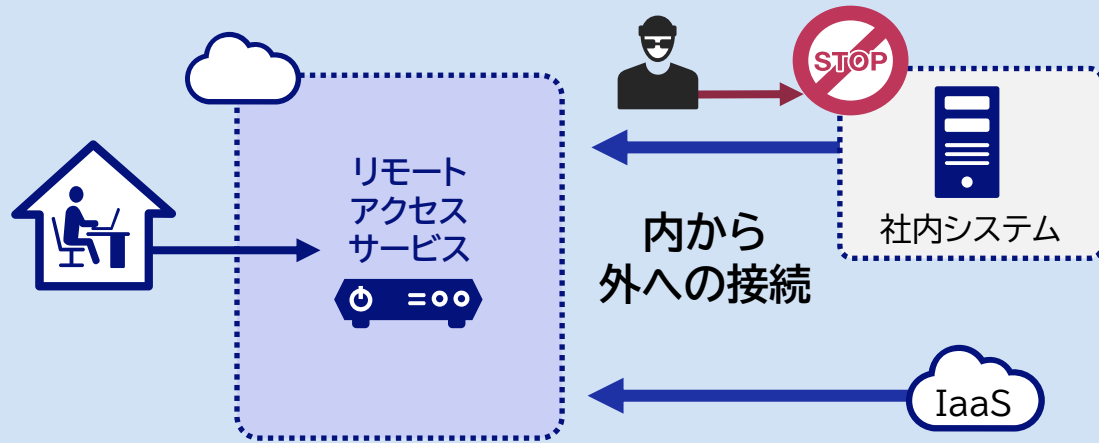 STOP
リモート
アクセス
サービス
社内システム
内から
外への接続
IaaS